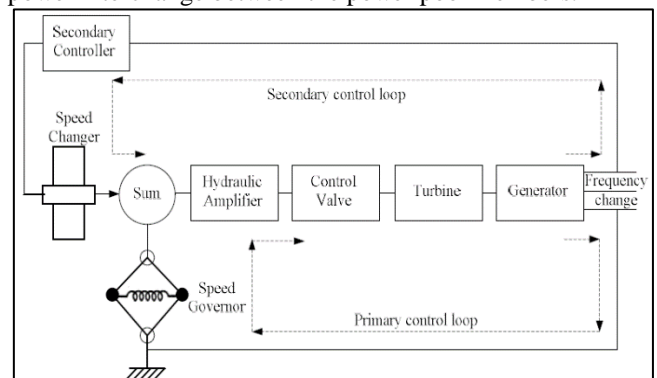 Secondary
Controller
Secondary control loop
Speed
Changer
Sum
Hydraulic
Amplifier
Control
Valve
Turbine
Generator
Frequency
change
Speed
Governor
Primary control loop